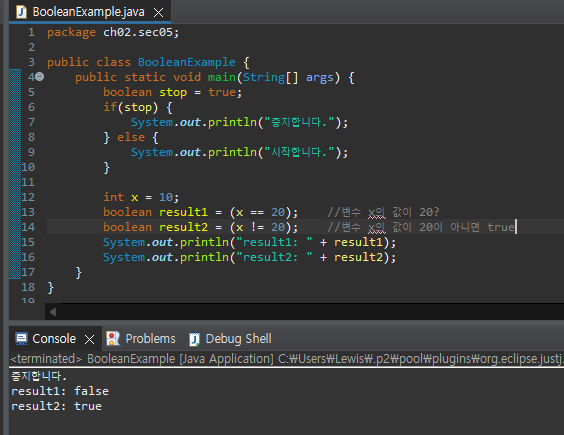 BooleanExample.java
1 package ch02.sec05;
2
3 public class BooleanExample {
4     public static void main(String[] args) {
5         boolean stop = true;
6         if(stop) {
7             System.out.println("중지합니다.");
8         } else {
9             System.out.println("시작합니다.");
10         }
11
12         int x = 10;
13         boolean result1 = (x == 20);    //변수 x의 값이 20?
14         boolean result2 = (x != 20);    //변수 x의 값이 20이 아니면 true
15         System.out.println("result1: " + result1);
16         System.out.println("result2: " + result2);
17     }
18 }
19
Console Problems Debug Shell
<terminated> BooleanExample [Java Application] C:₩Users₩Lewis₩.p2₩pool₩plugins₩org.eclipse.justj.
중지합니다.
result1: false
result2: true